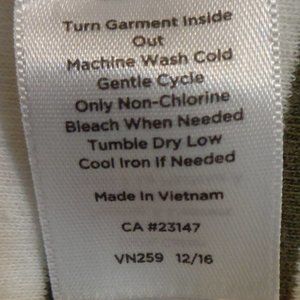 Turn Garment Inside
Out
Machine Wash Cold
Gentle Cycle
Only Non-Chlorine
Bleach When Needed
Tumble Dry Low
Cool Iron If Needed
Made In Vietnam
CA #23147
VN259 12/16